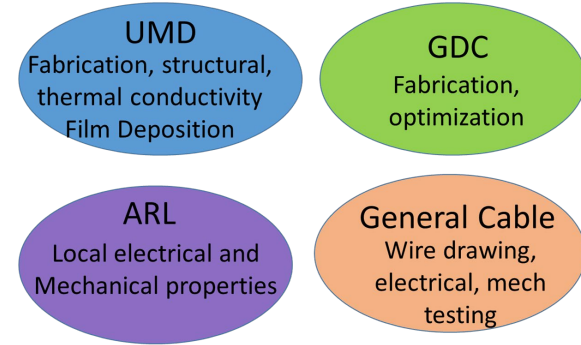 UMD
Fabrication, structural,
thermal conductivity
Film Deposition
GDC
Fabrication,
optimization
ARL
Local electrical and
Mechanical properties
General Cable
Wire drawing,
electrical, mech
testing